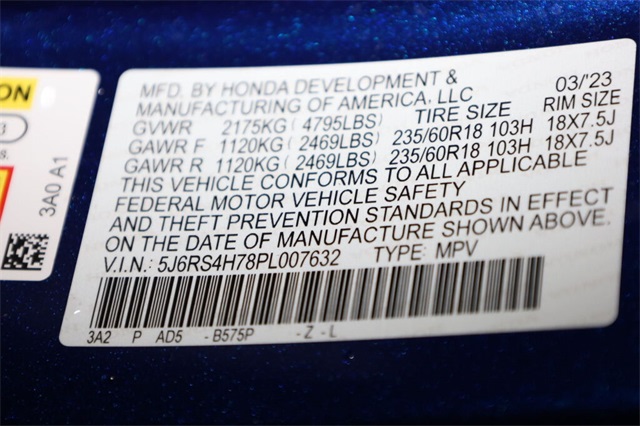 ON
3
s.
3A0 A1
MFD. BY HONDA DEVELOPMENT &
MANUFACTURING OF AMERICA, LLC 03/'23
GVWR 2175KG ( 4795LBS) TIRE SIZE RIM SIZE
GAWR F 1120KG ( 2469LBS) 235/60R18 103H 18X7.5J
GAWR R 1120KG ( 2469LBS) 235/60R18 103H 18X7.5J
THIS VEHICLE CONFORMS TO ALL APPLICABLE
FEDERAL MOTOR VEHICLE SAFETY
AND THEFT PREVENTION STANDARDS IN EFFECT
ON THE DATE OF MANUFACTURE SHOWN ABOVE.
V.I.N.: 5J6RS4H78PL007632 TYPE: MPV
3A2 P AD5 - B575P - Z - L